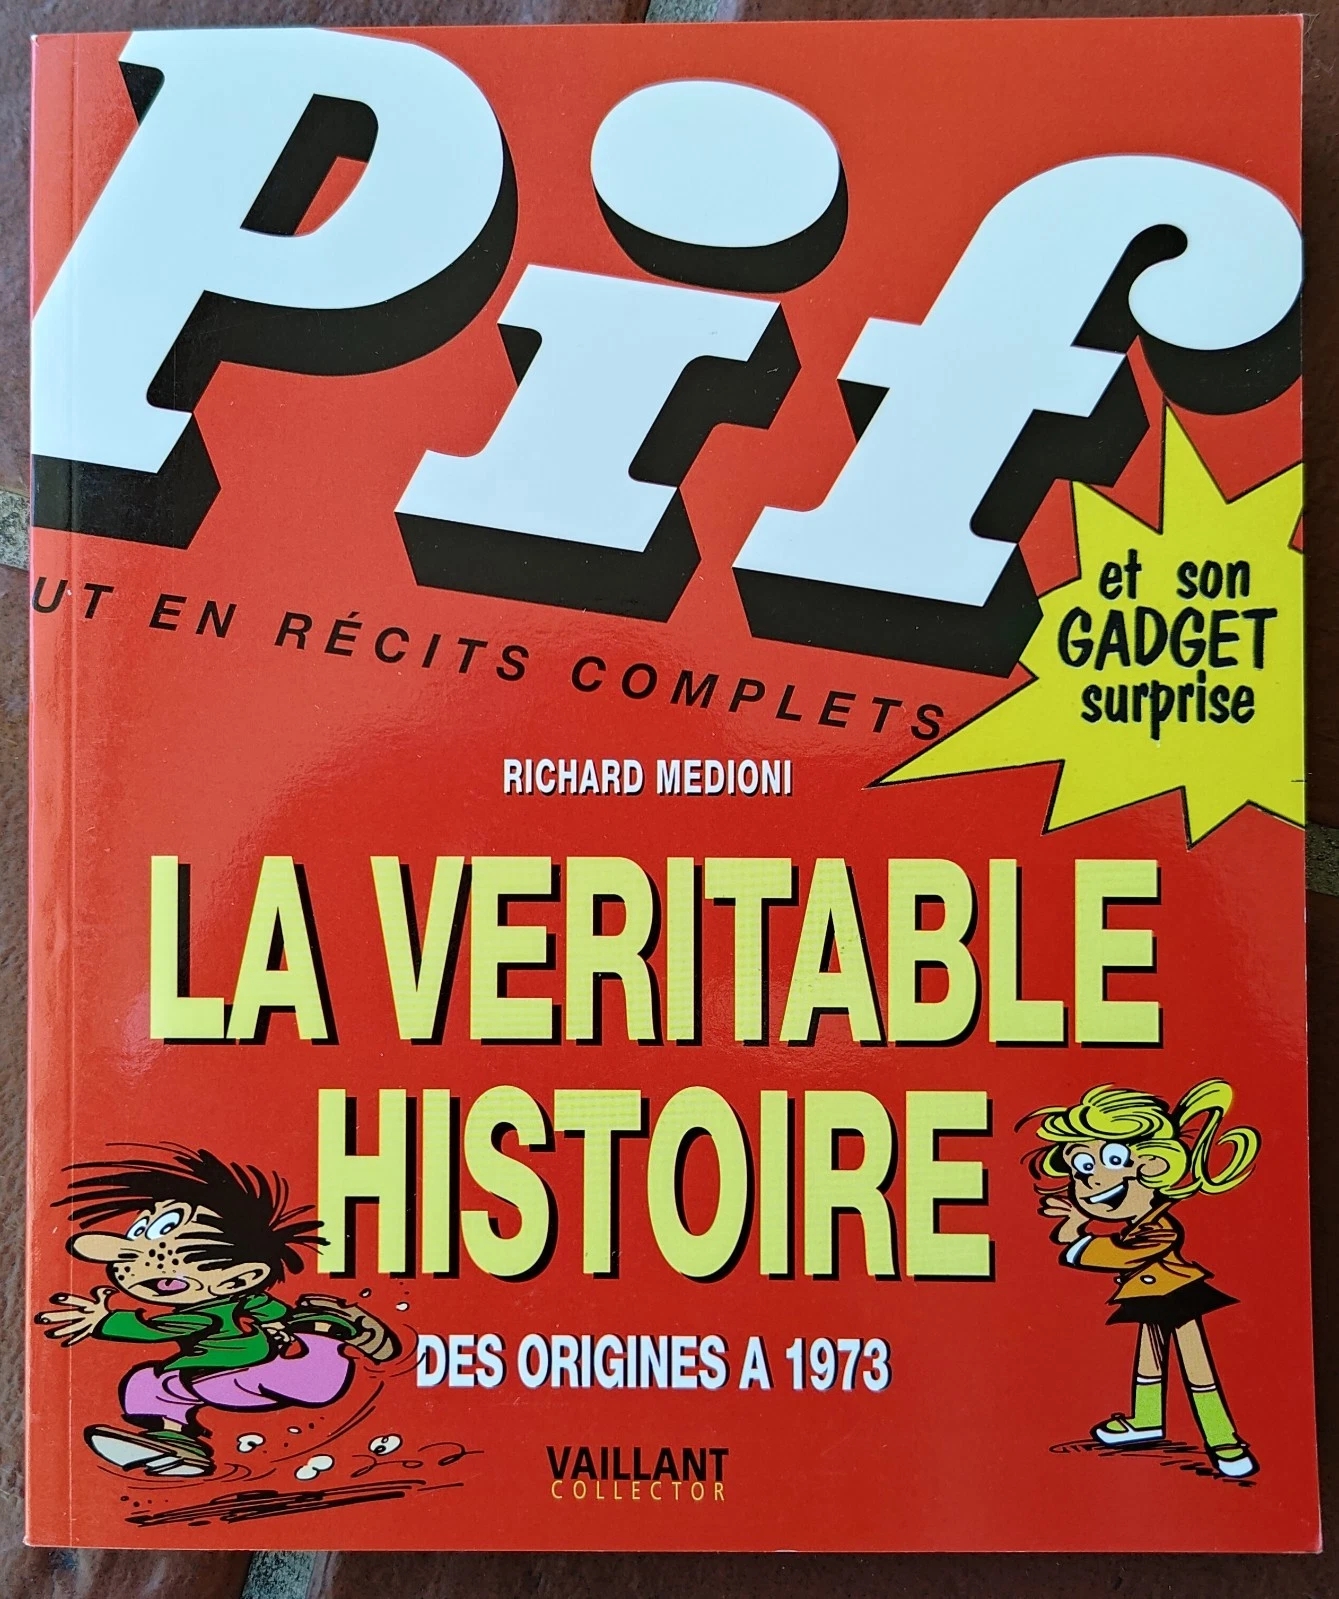 Pif
UT EN RÉCITS COMPLETS
et son
GADGET
surprise
RICHARD MEDIONI
LA VERITABLE
HISTOIRE
DES ORIGINES A 1973
VAILLANT
COLLECTOR